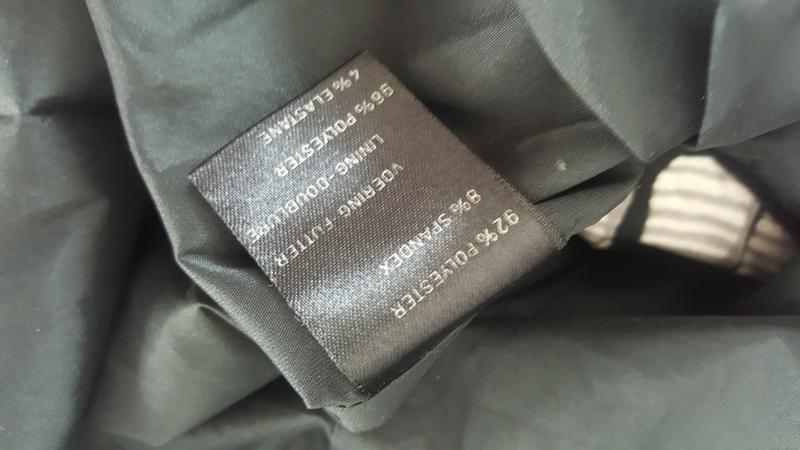 92% POLYESTER
8% SPANDEX
VOERING-FUTTER
LINING-DOUBLURE
96% POLYESTER
4% ELASTANE